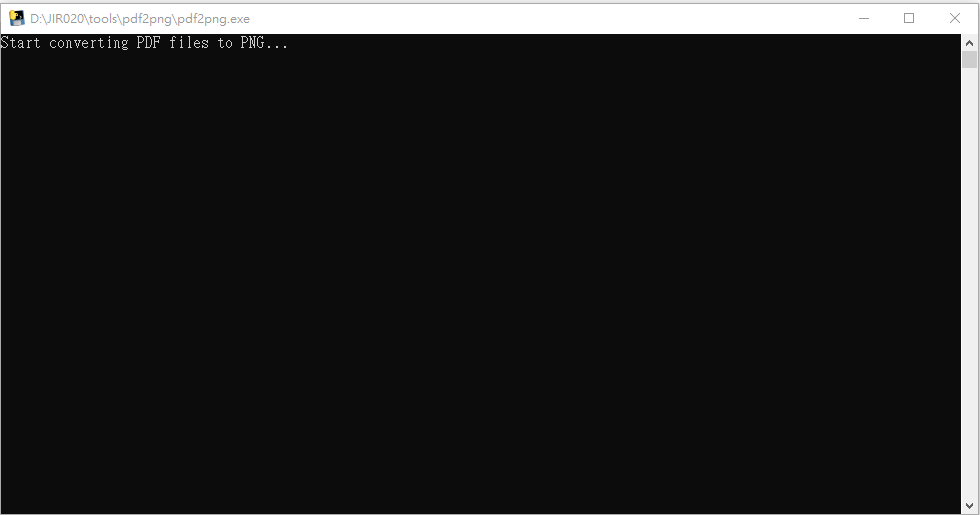 D:\JIR020\tools\pdf2png\pdf2png.exe
Start converting PDF files to PNG...